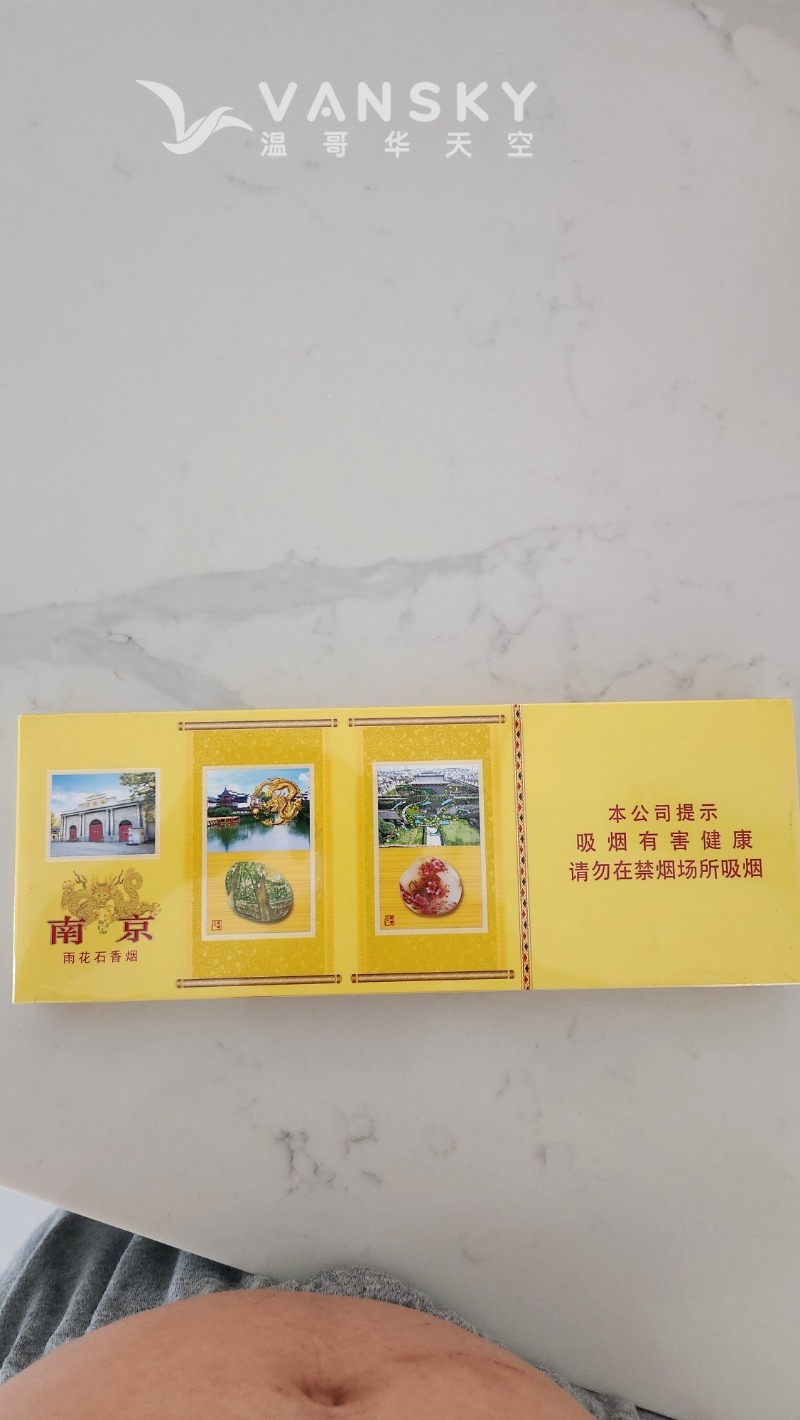 VANSKY
温哥华天空
南京
雨花石香烟
本公司提示
吸烟有害健康
请勿在禁烟场所吸烟